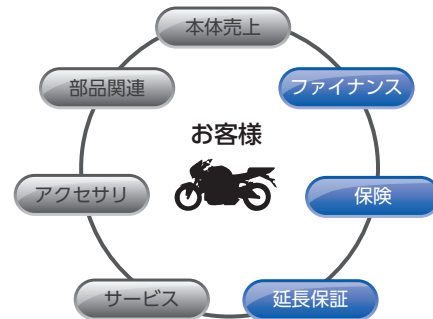 本体売上
部品関連
ファイナンス
お客様
アクセサリ
保険
サービス
延長保証